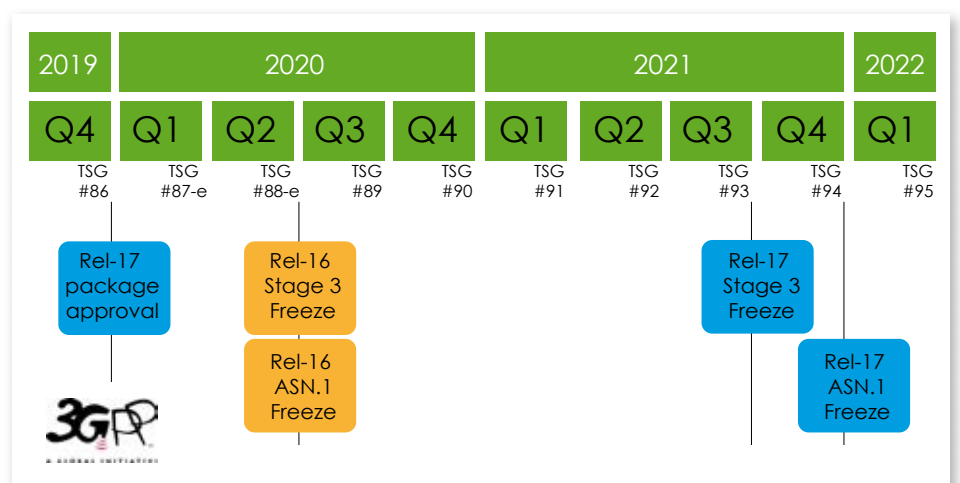 2019 2020 2021 2022
Q4 Q1 Q2 Q3 Q4 Q1 Q2 Q3 Q4 Q1
TSG TSG TSG TSG TSG TSG TSG TSG TSG TSG
#86 #87-e #88-e #89 #90 #91 #92 #93 #94 #95
Rel-17
package
approval
Rel-16
Stage 3
Freeze
Rel-17
Stage 3
Freeze
Rel-16
ASN.1
Freeze
Rel-17
ASN.1
Freeze
3GPP
A GLOBAL INITIATIVE